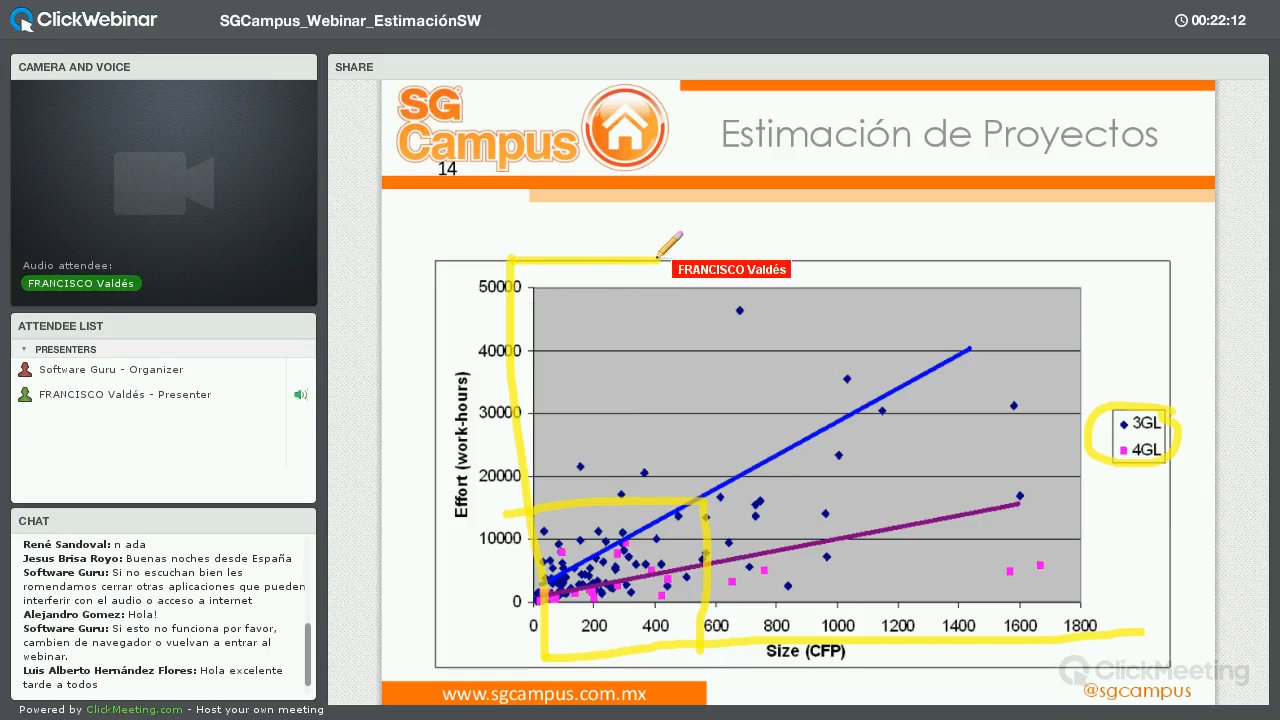 ClickWebinar
SGCampus_Webinar_EstimaciónSW
00:22:12
CAMERA AND VOICE
Audio attendee:
FRANCISCO Valdés
ATTENDEE LIST
PRESENTERS
Software Guru - Organizer
FRANCISCO Valdés - Presenter
CHAT
René Sandoval: n ada
Jesus Brisa Royo: Buenas noches desde España
Software Guru: Si no escuchan bien les
romendamos cerrar otras aplicaciones que pueden
interferir con el audio o acceso a internet
Alejandro Gomez: Hola!
Software Guru: Si esto no funciona por favor,
cambien de navegador o vuelvan a entrar al
webinar.
Luis Alberto Hernández Flores: Hola excelente
tarde a todos
Powered by ClickMeeting.com - Host your own meeting
SHARE
SG
Campus
14
Estimación de Proyectos
FRANCISCO Valdés
50000
40000
30000
20000
10000
0
Effort (work-hours)
0 200 400 600 800 1000 1200 1400 1600 1800
Size (CFP)
3GL
4GL
ClickMeeting
www.sgcampus.com.mx
@sgcampus